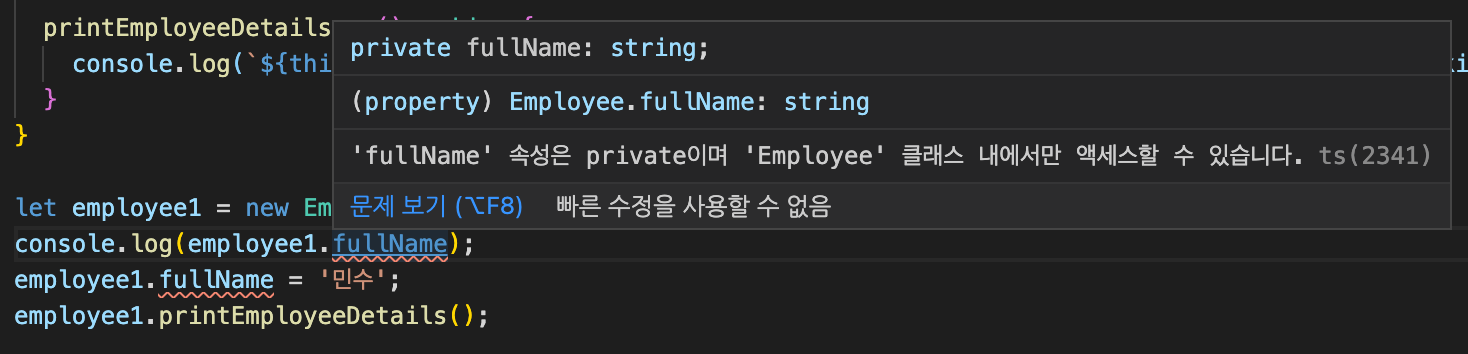 printEmployeeDetails
private fullName: string;
console.log(`${thi
(property) Employee.fullName: string
}
}
'fullName' 속성은 private이며 'Employee' 클래스 내에서만 액세스할 수 있습니다. ts(2341)
let employee1 = new Em
문제 보기 (⌥F8) 빠른 수정을 사용할 수 없음
console.log(employee1.fullName);
employee1.fullName = '민수';
employee1.printEmployeeDetails();